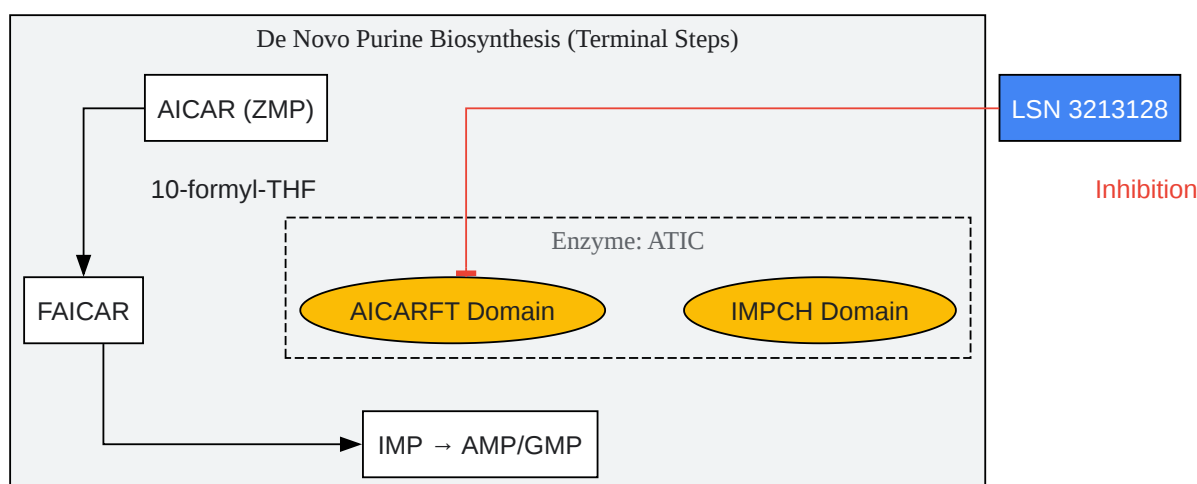 De Novo Purine Biosynthesis (Terminal Steps)
AICAR (ZMP)
LSN 3213128
10-formyl-THF
Inhibition
Enzyme: ATIC
FAICAR
AICARFT Domain
IMPCH Domain
IMP → AMP/GMP